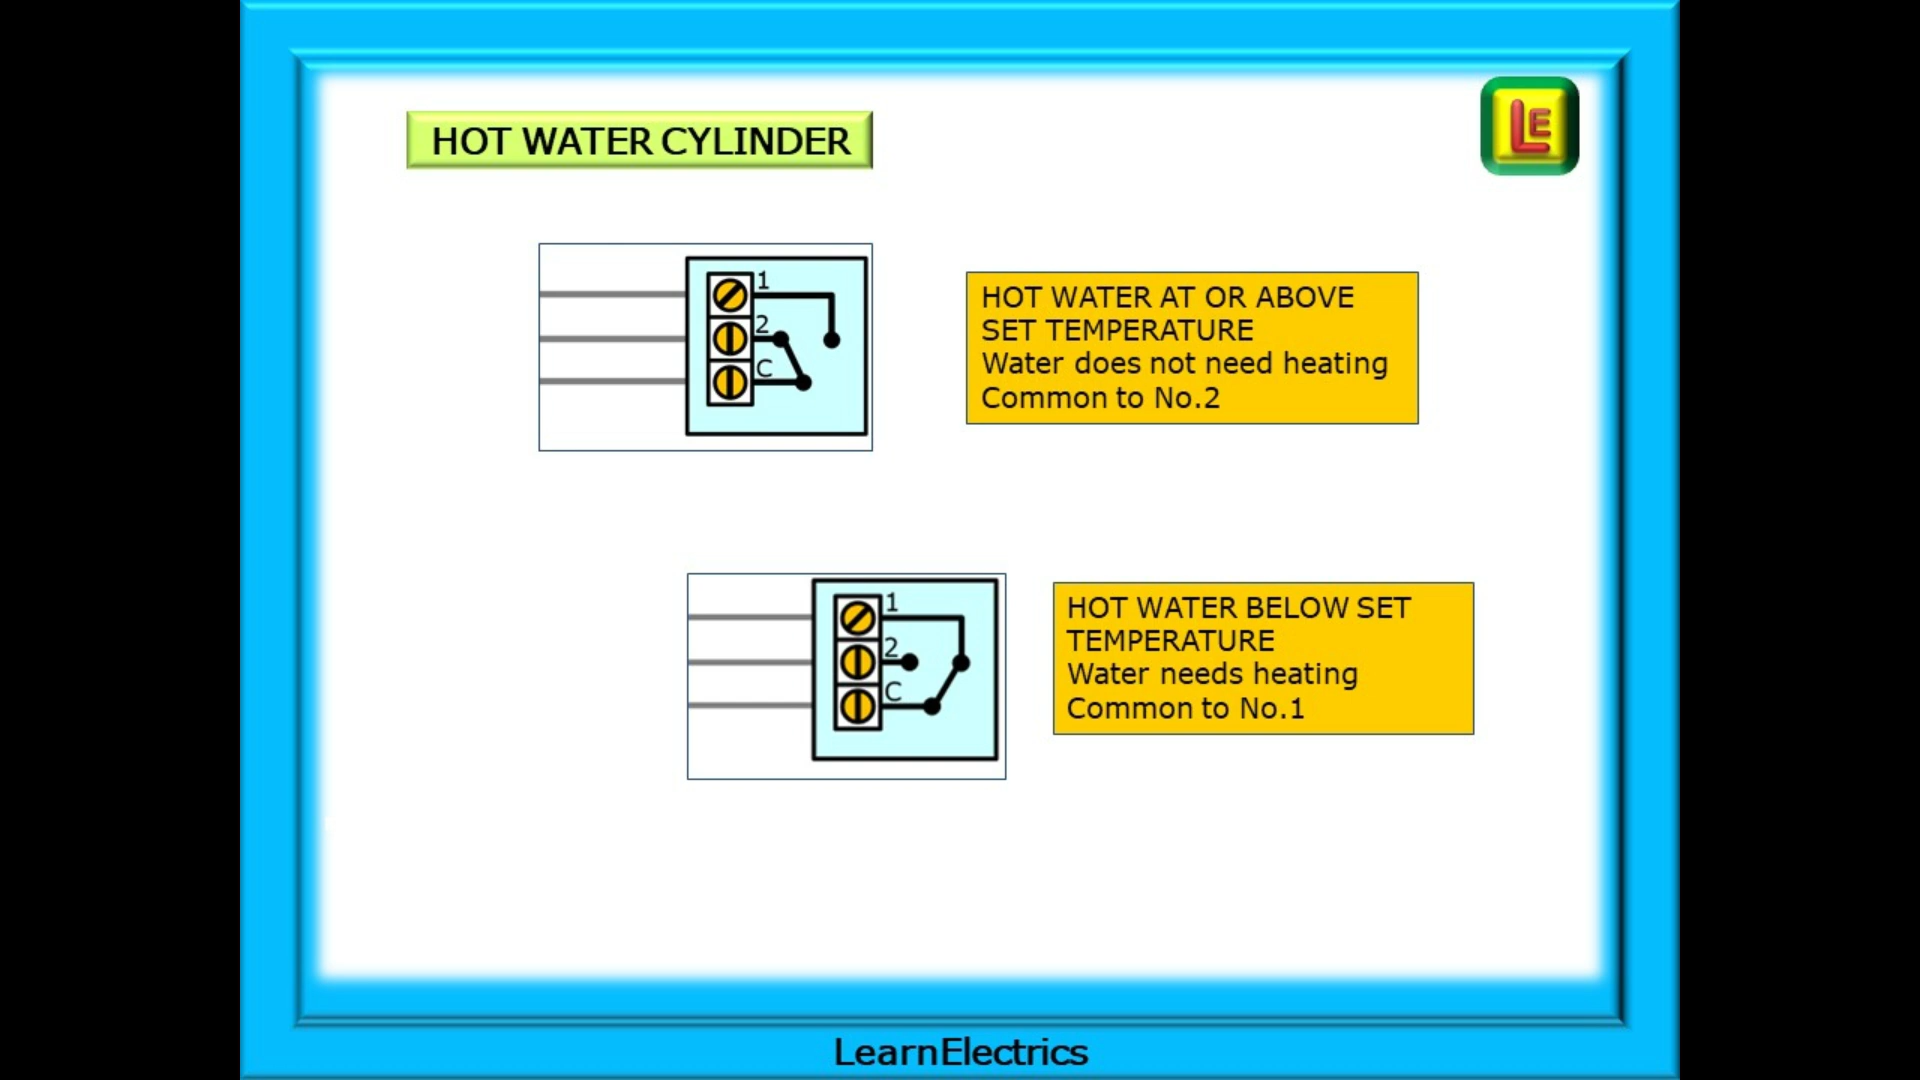 HOT WATER CYLINDER
LE
1
2
C
HOT WATER AT OR ABOVE
SET TEMPERATURE
Water does not need heating
Common to No.2
1
2
C
HOT WATER BELOW SET
TEMPERATURE
Water needs heating
Common to No.1
LearnElectrics